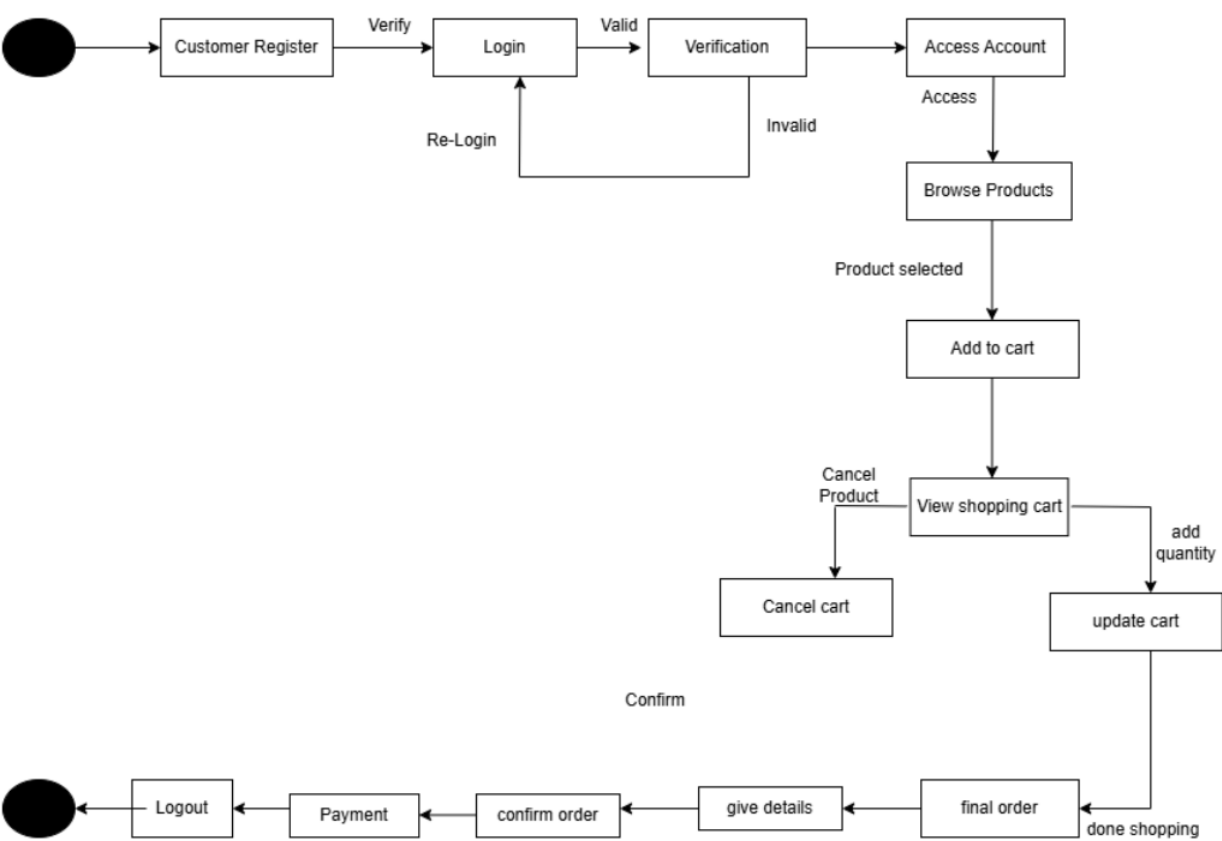 Verify
Valid
Customer Register
Login
Verification
Access Account
Access
Re-Login
Invalid
Browse Products
Product selected
Add to cart
Cancel
Product
View shopping cart
add
quantity
Cancel cart
update cart
Confirm
Logout
Payment
confirm order
give details
final order
done shopping